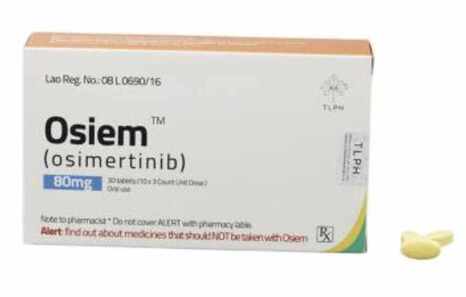 Lao Reg. No.: 08 L 0690/16
TLPH
Osiem™
(osimertinib)
80mg
30 tablets (10 x 3 Count Unit Dose)
Oral use
TLPH
Note to pharmacist * Do not cover ALERT with pharmacy lable.
Alert: find out about medicines that should NOT be taken with Osiem
Rx